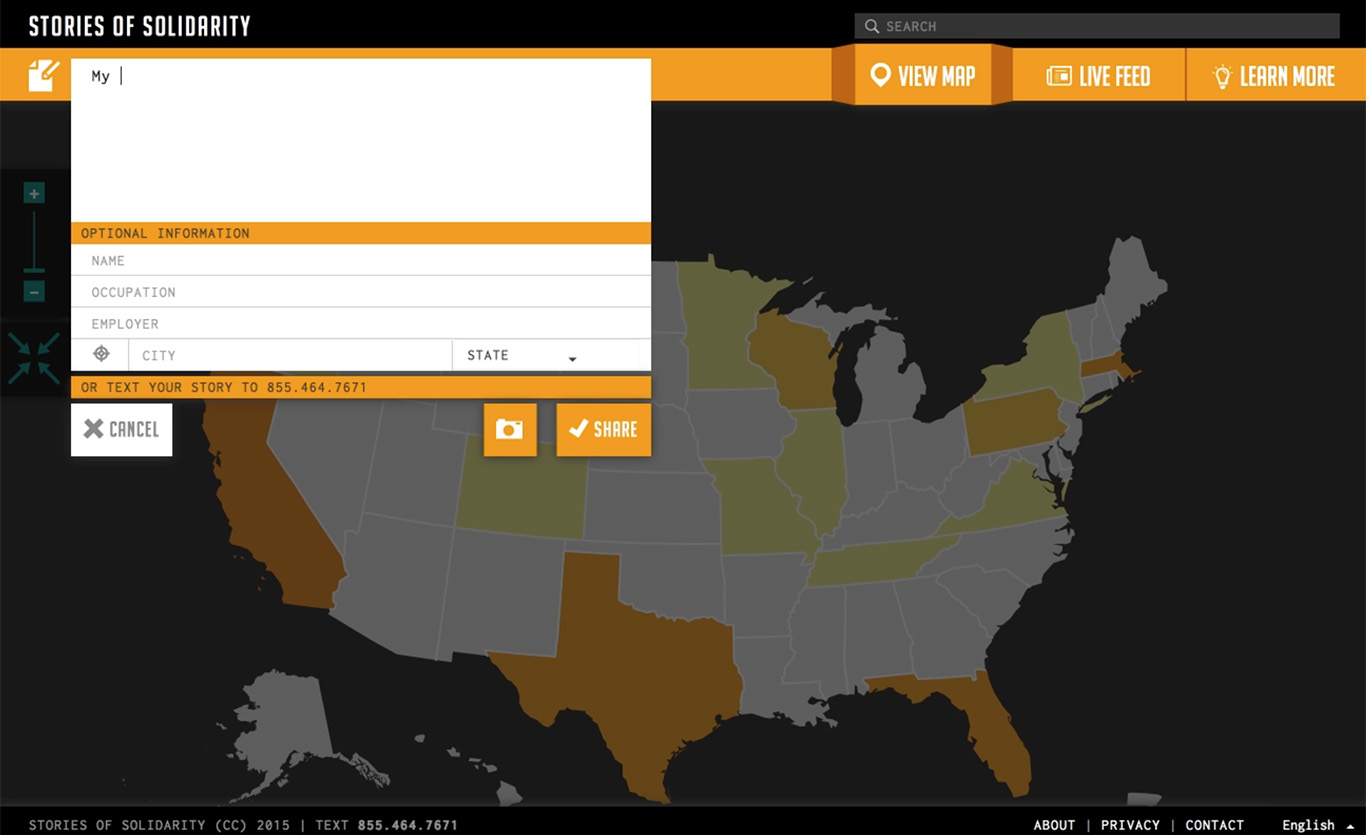 STORIES OF SOLIDARITY
SEARCH
My
VIEW MAP
LIVE FEED
LEARN MORE
OPTIONAL INFORMATION
NAME
OCCUPATION
EMPLOYER
CITY
STATE
OR TEXT YOUR STORY TO 855.464.7671
CANCEL
SHARE
STORIES OF SOLIDARITY (CC) 2015 | TEXT 855.464.7671
ABOUT | PRIVACY | CONTACT
English